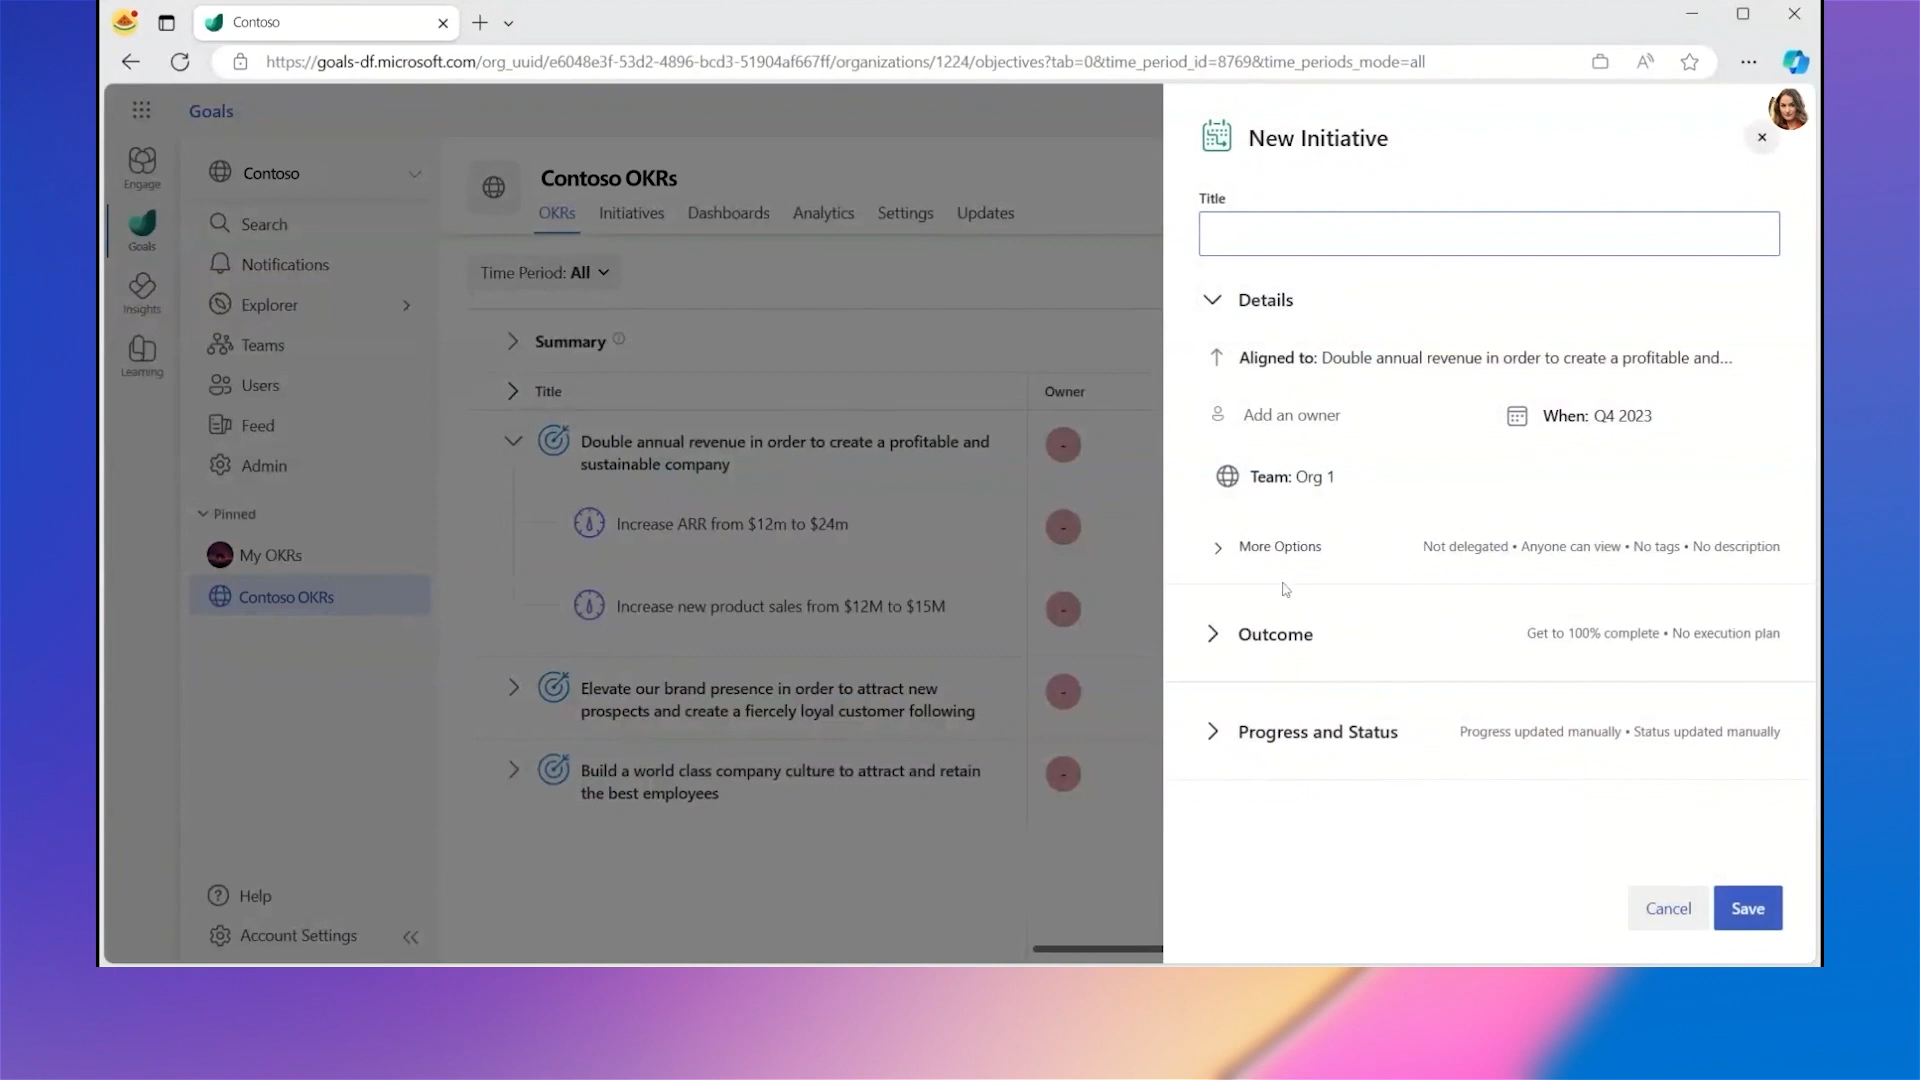 Contoso
https://goals-df.microsoft.com/org_uuid/e6048e3f-53d2-4896-bcd3-51904af667ff/organizations/1224/objectives?tab=0&time_period_id=8769&time_periods_mode=all
Goals
Engage
Goals
Insights
Learning
Contoso
Search
Notifications
Explorer
Teams
Users
Feed
Admin
Pinned
My OKRs
Contoso OKRs
Help
Account Settings
Contoso OKRs
OKRs Initiatives Dashboards Analytics Settings Updates
Time Period: All
Summary
Title Owner
Double annual revenue in order to create a profitable and
sustainable company
Increase ARR from $12m to $24m
Increase new product sales from $12M to $15M
Elevate our brand presence in order to attract new
prospects and create a fiercely loyal customer following
Build a world class company culture to attract and retain
the best employees
New Initiative
Title
Details
Aligned to: Double annual revenue in order to create a profitable and...
Add an owner When: Q4 2023
Team: Org 1
More Options Not delegated • Anyone can view • No tags • No description
Outcome Get to 100% complete • No execution plan
Progress and Status Progress updated manually • Status updated manually
Cancel Save